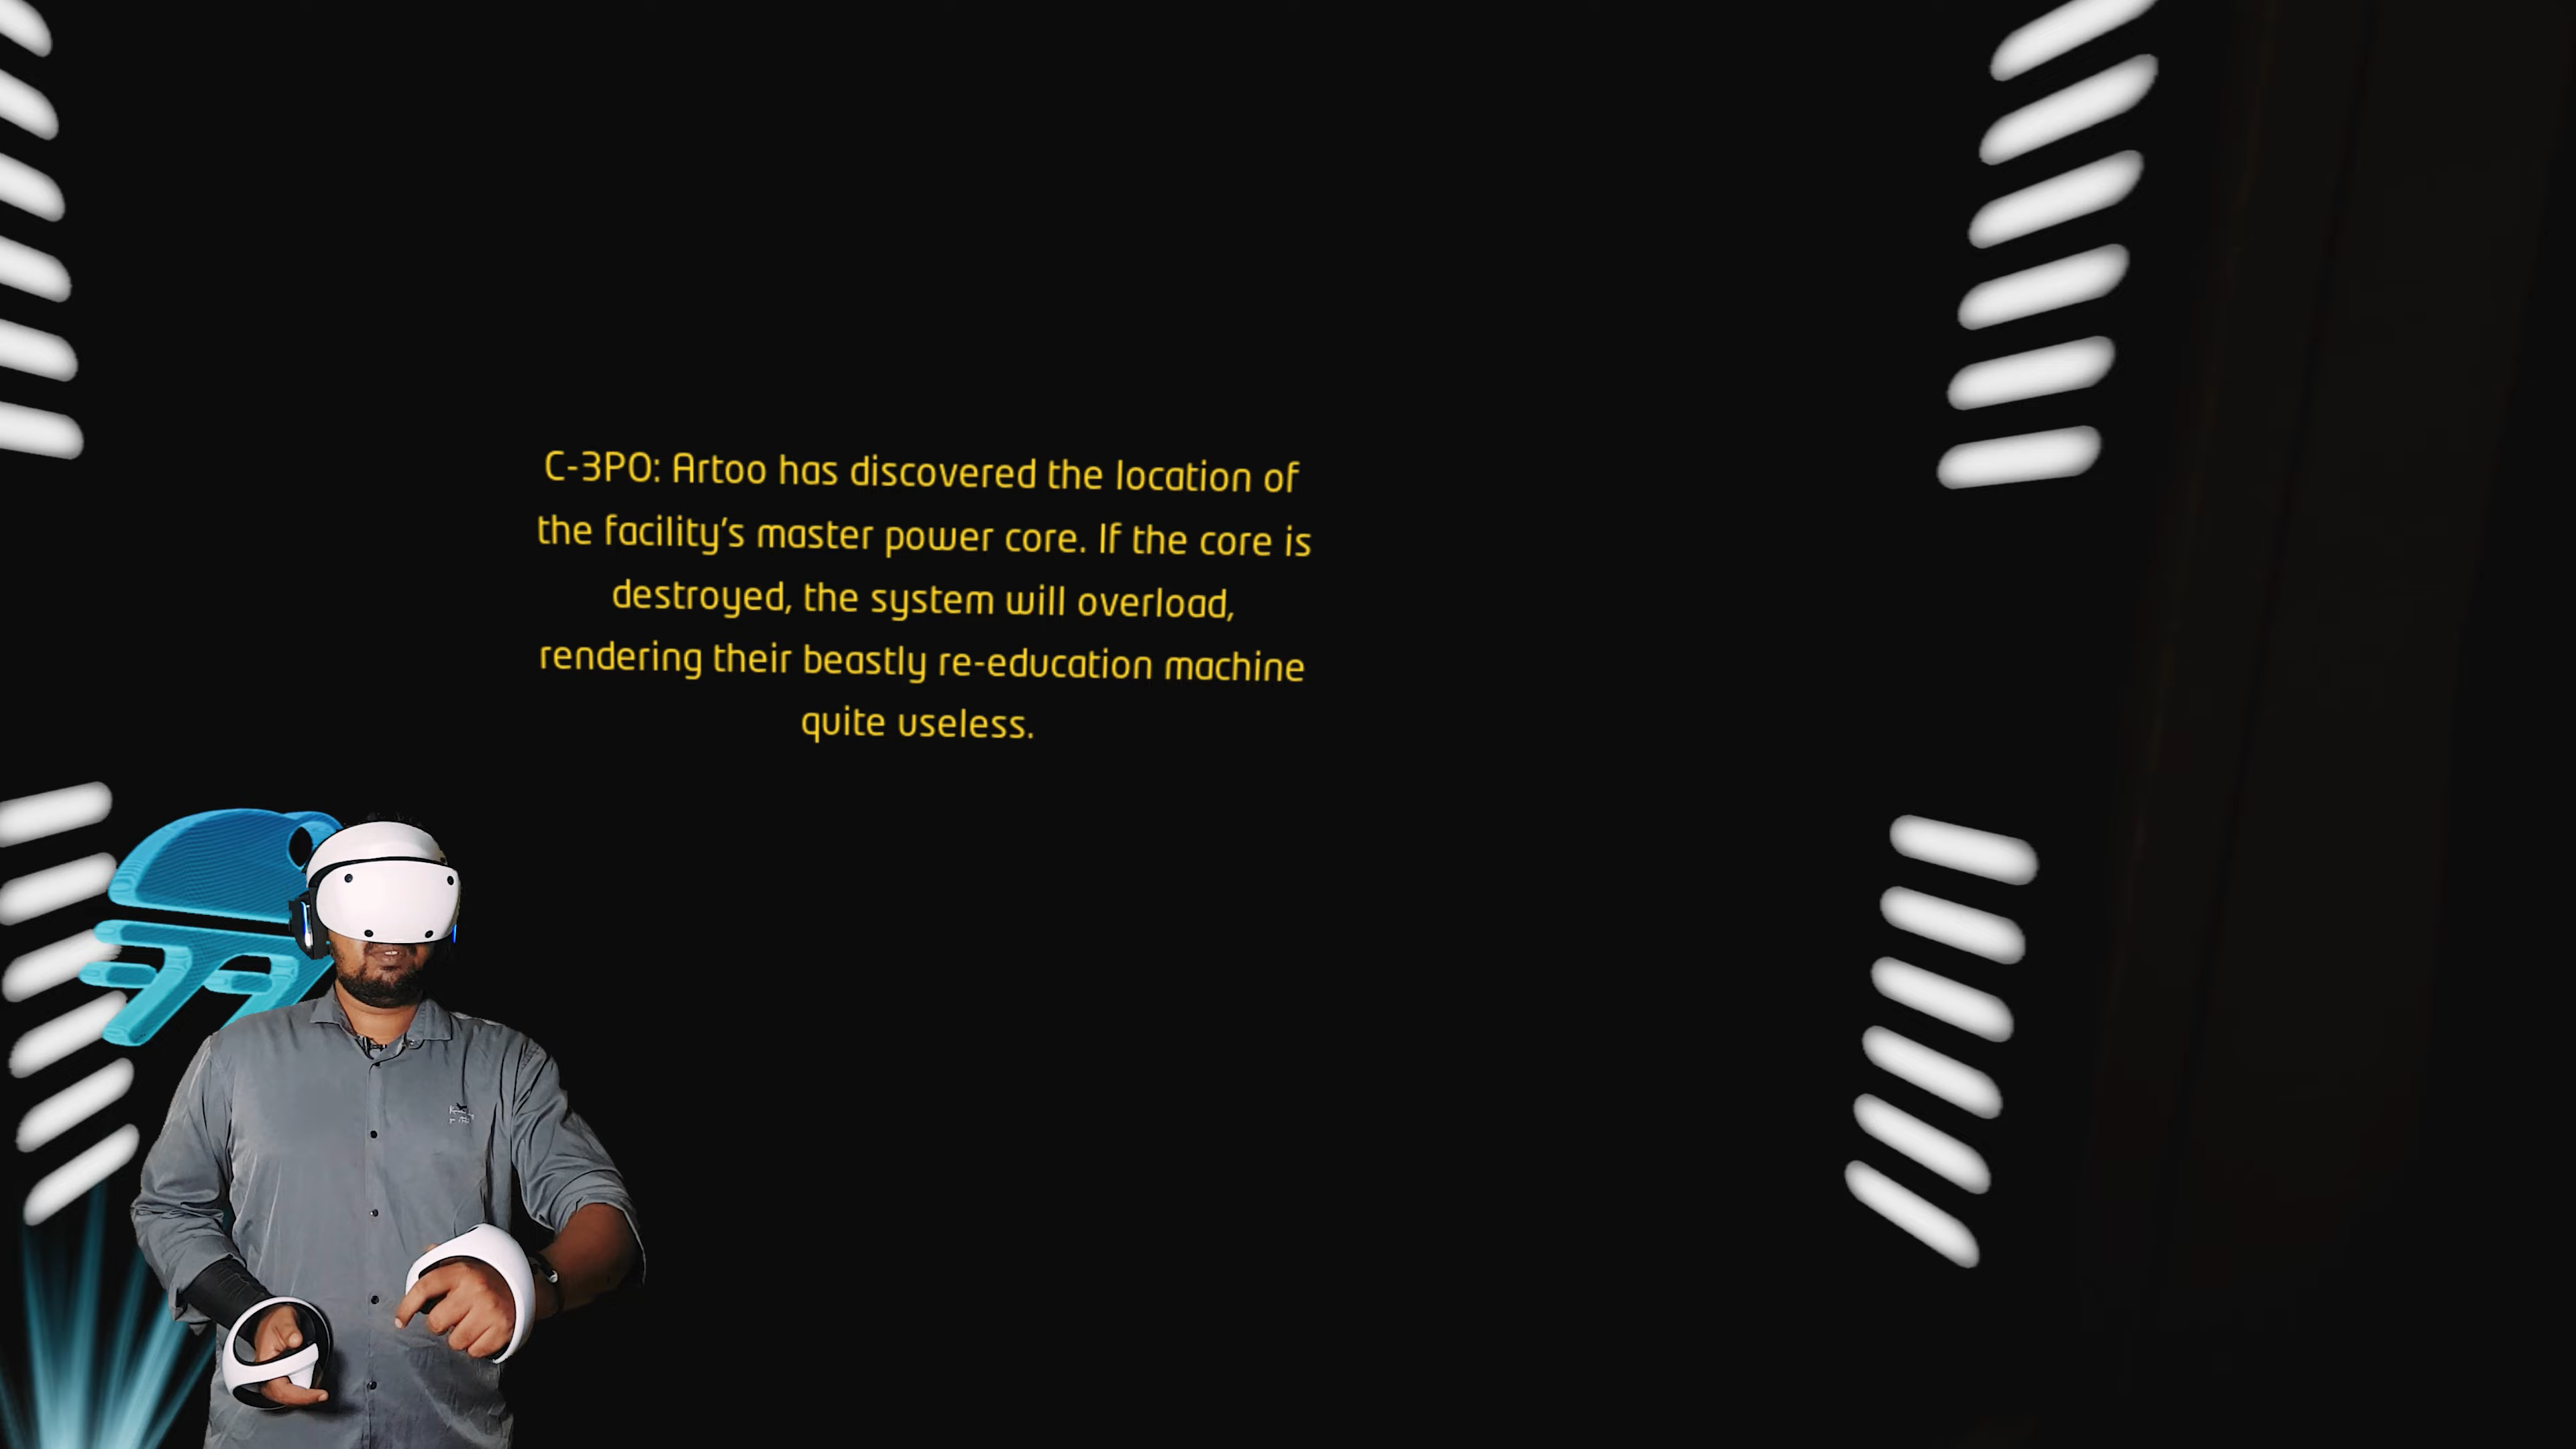 C-3PO: Artoo has discovered the location of
the facility's master power core. If the core is
destroyed, the system will overload,
rendering their beastly re-education machine
quite useless.